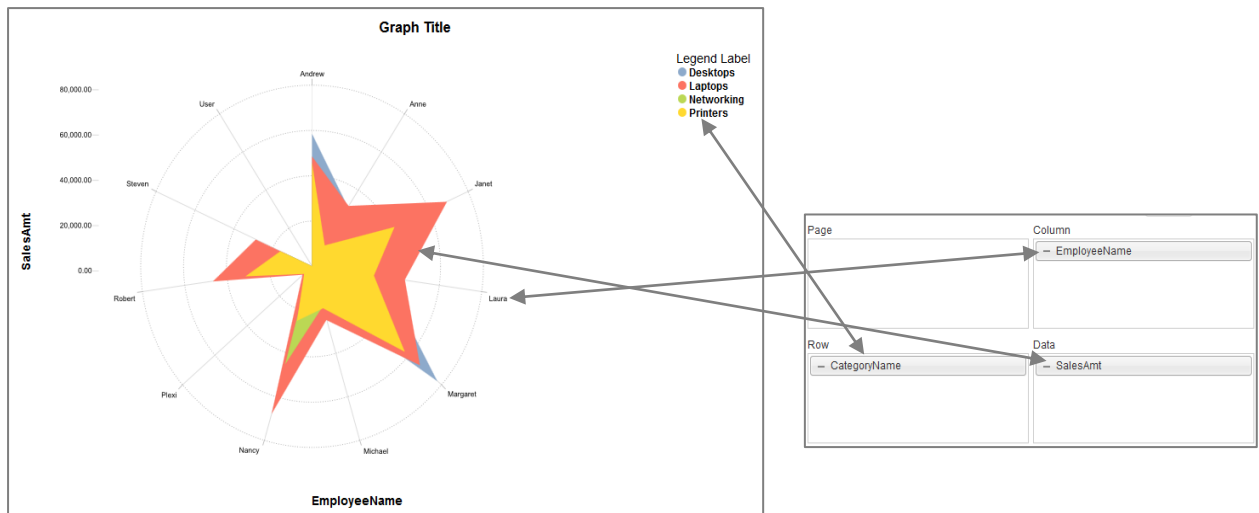 Graph Title
Legend Label
Desktops
Laptops
Networking
Printers
Andrew
Anne
Janet
Laura
Margaret
Michael
Nancy
Plexi
Robert
Steven
User
80,000.00
60,000.00
40,000.00
20,000.00
0.00
SalesAmt
EmployeeName
Page
Column
EmployeeName
Row
Data
CategoryName
SalesAmt